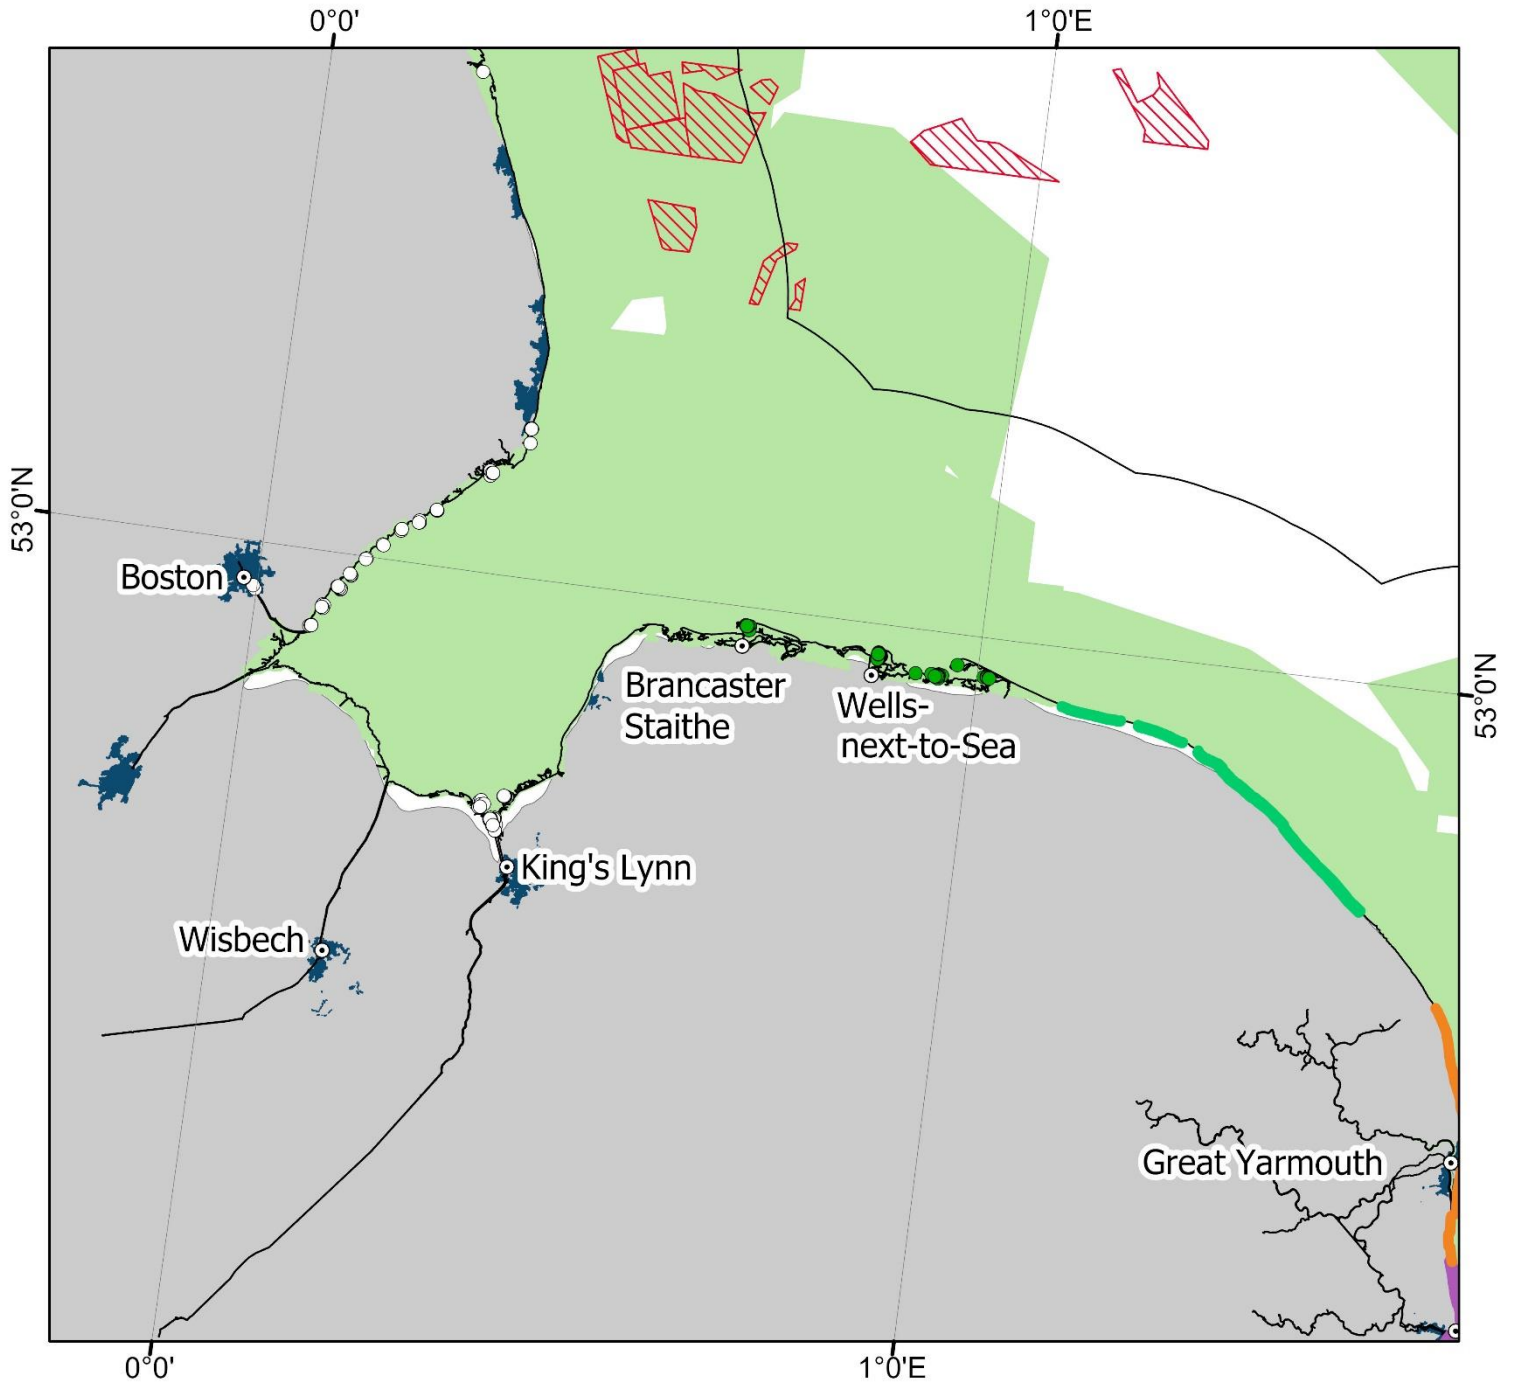 0°0'
1°0'E
53°0'N
Boston
Brancaster
Staithe
Wells-
next-to-Sea
53°0'N
King's Lynn
Wisbech
Great Yarmouth
0°0'
1°0'E